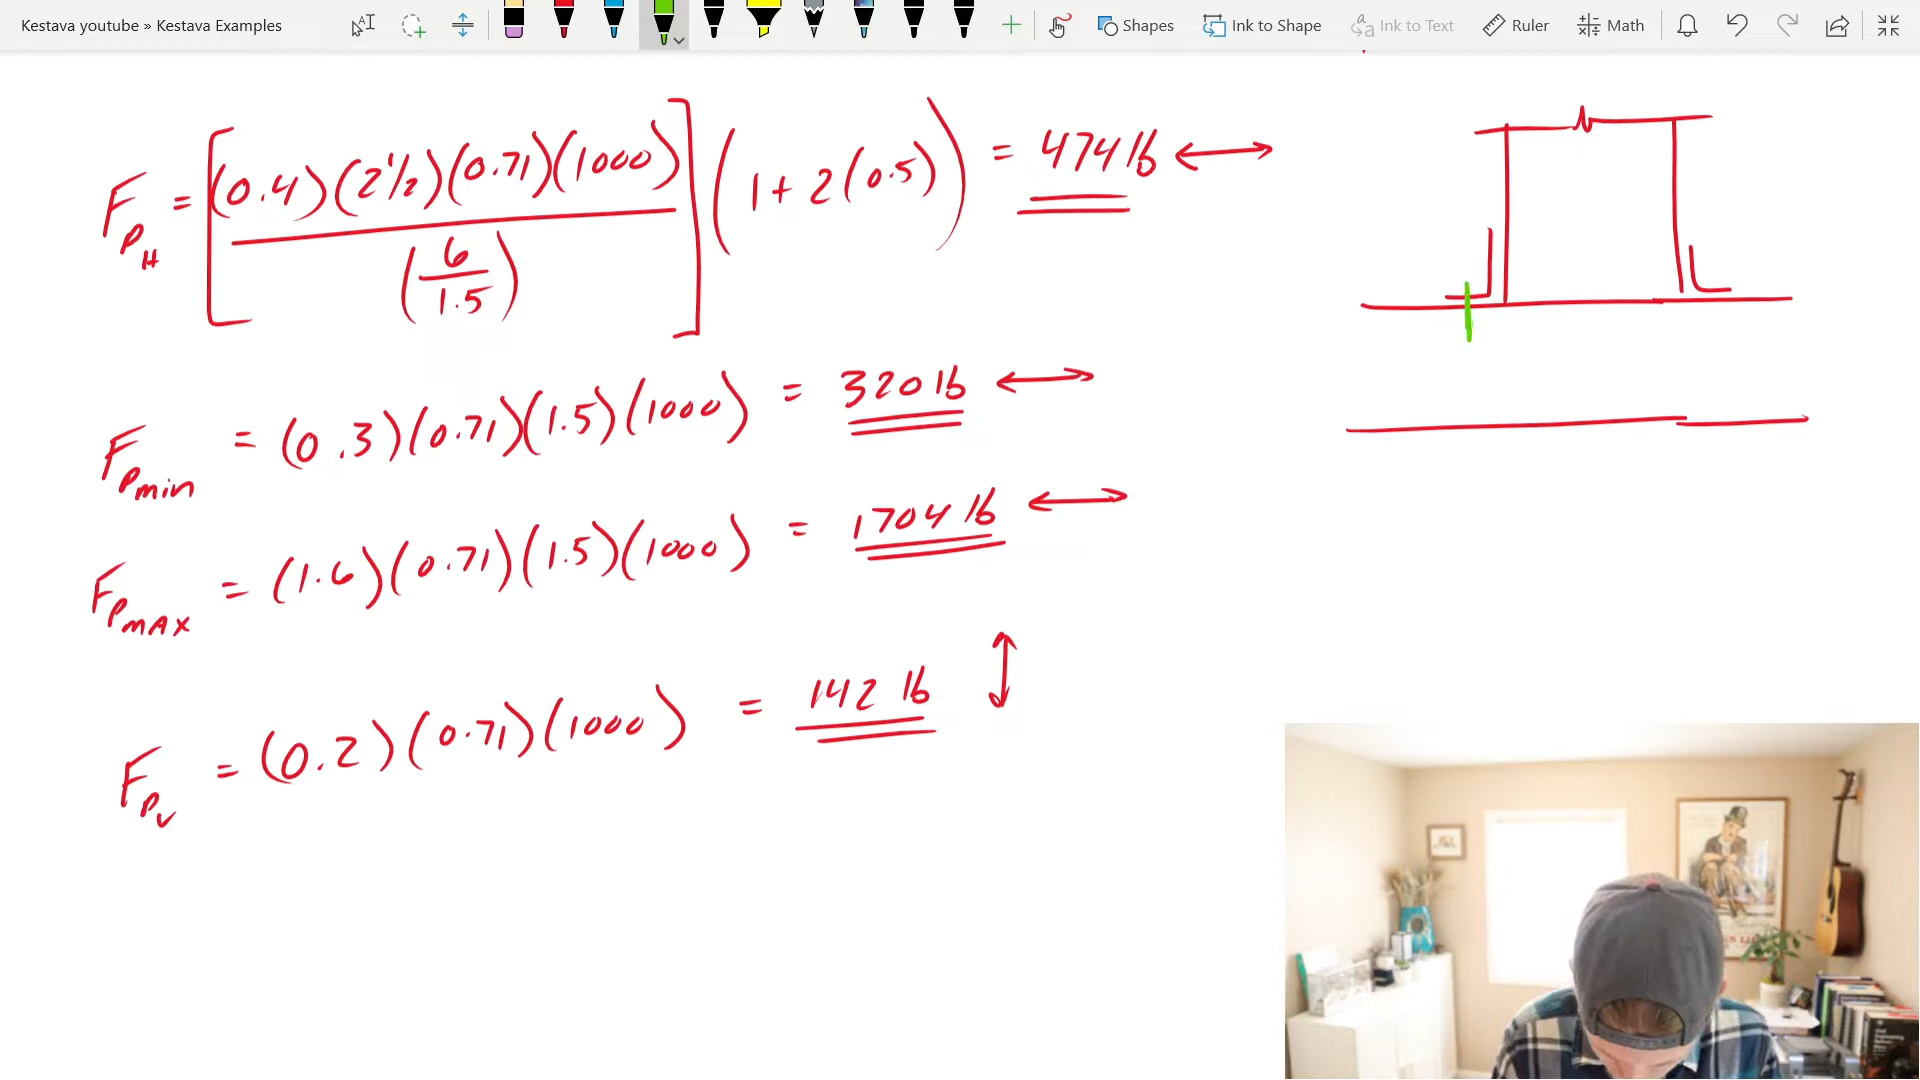 Kestava youtube » Kestava Examples Shapes Ink to Shape Ink to Text Ruler Math
F_pH = [(0.4)(2 1/2)(0.71)(1000) / (6/1.5)] (1 + 2(0.5)) = 474 lb ↔
F_pmin = (0.3)(0.71)(1.5)(1000) = 320 lb ↔
F_pMAX = (1.6)(0.71)(1.5)(1000) = 1704 lb ↔
F_pv = (0.2)(0.71)(1000) = 142 lb ↕